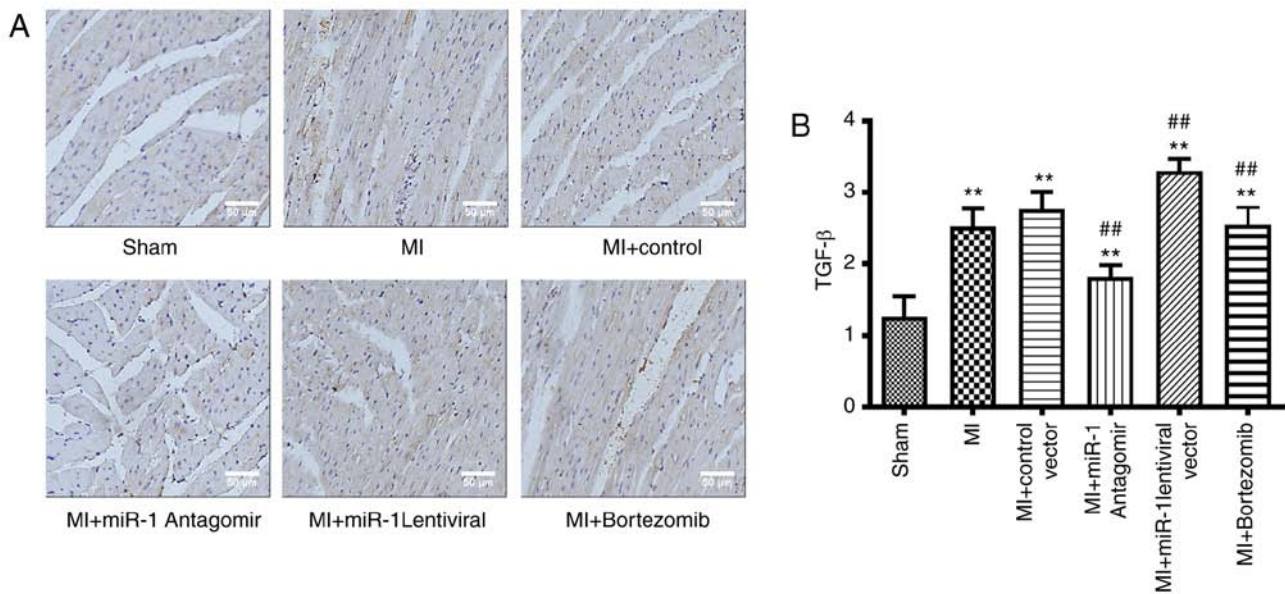 A
50 µm
50 µm
50 µm
Sham
MI
MI+control
50 µm
50 µm
50 µm
MI+miR-1 Antagomir
MI+miR-1Lentiviral
MI+Bortezomib
B
TGF-β
4
3
2
1
0
**
**
##
**
##
**
##
**
Sham
MI
MI+control
vector
MI+miR-1
Antagomir
MI+miR-1lentiviral
vector
MI+Bortezomib